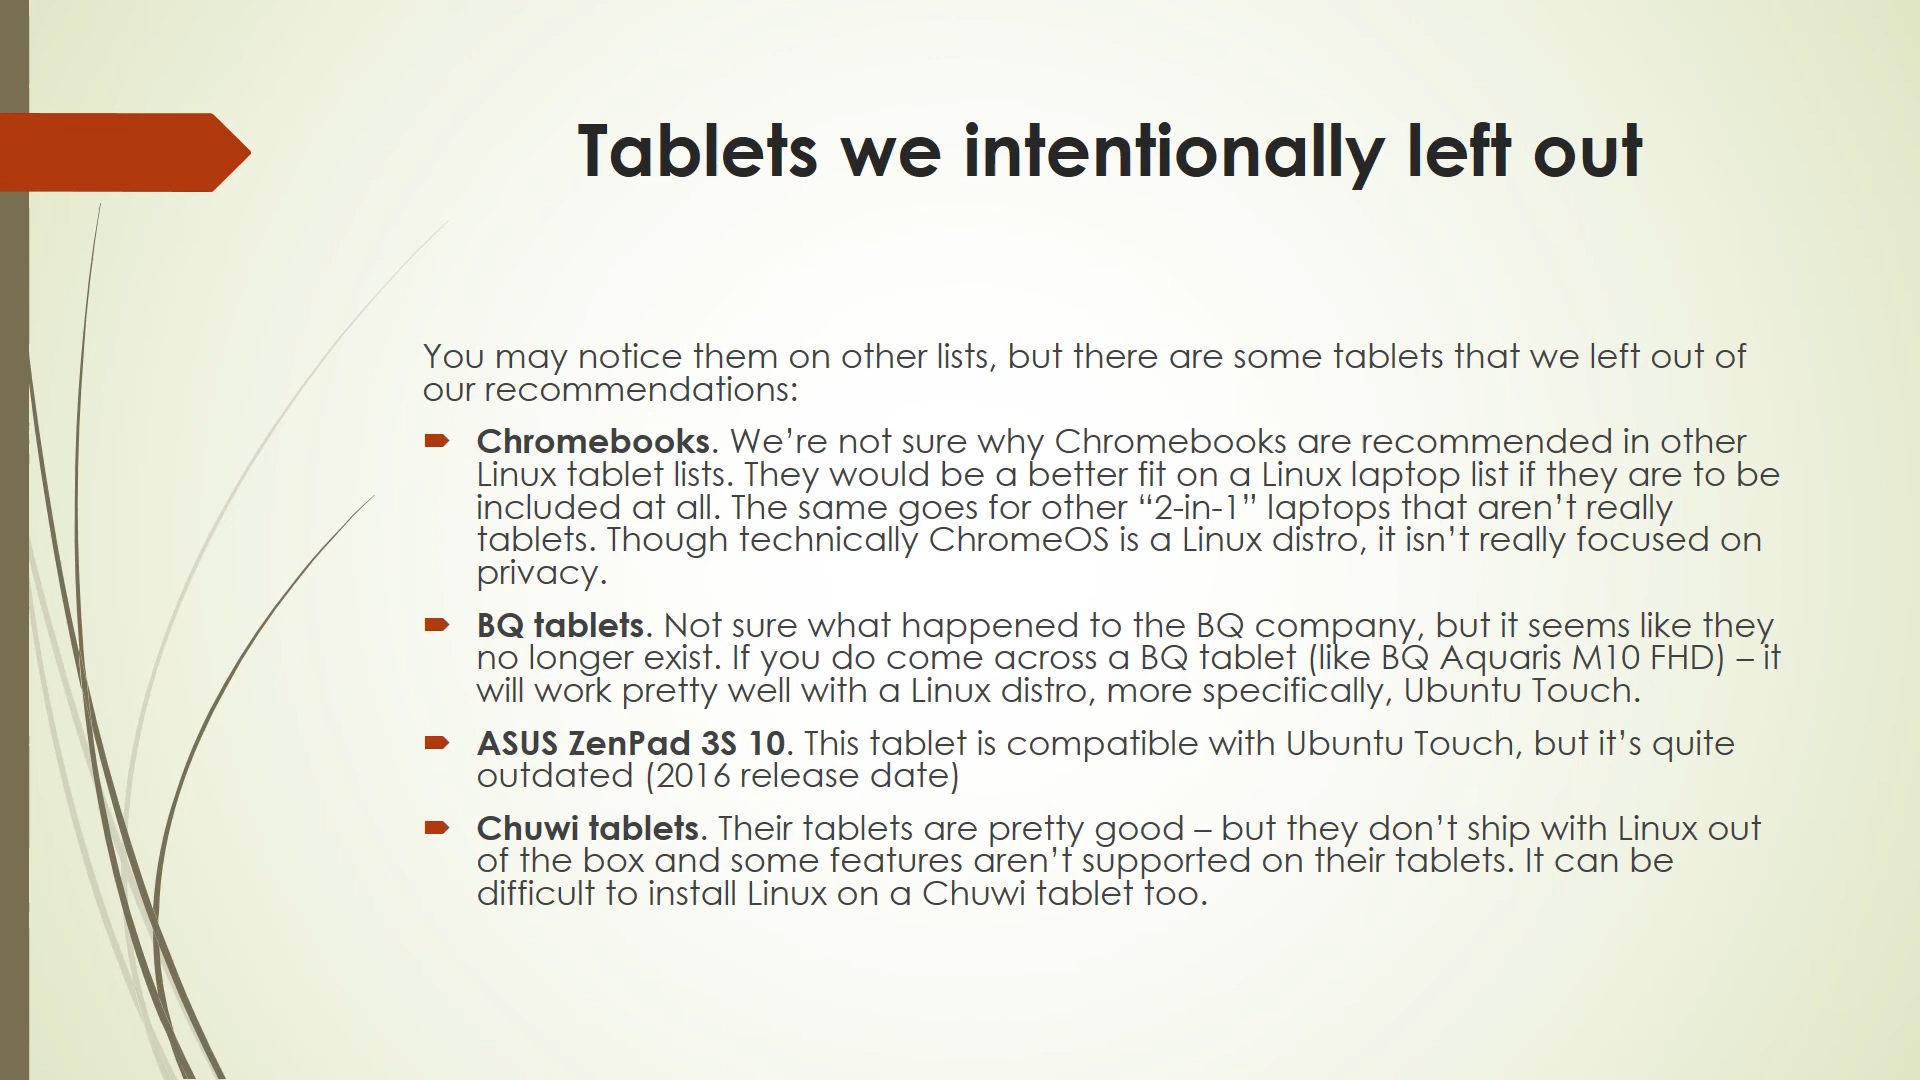 Tablets we intentionally left out
You may notice them on other lists, but there are some tablets that we left out of
our recommendations:
Chromebooks. We’re not sure why Chromebooks are recommended in other
Linux tablet lists. They would be a better fit on a Linux laptop list if they are to be
included at all. The same goes for other “2-in-1” laptops that aren’t really
tablets. Though technically ChromeOS is a Linux distro, it isn’t really focused on
privacy.
BQ tablets. Not sure what happened to the BQ company, but it seems like they
no longer exist. If you do come across a BQ tablet (like BQ Aquaris M10 FHD) – it
will work pretty well with a Linux distro, more specifically, Ubuntu Touch.
ASUS ZenPad 3S 10. This tablet is compatible with Ubuntu Touch, but it’s quite
outdated (2016 release date)
Chuwi tablets. Their tablets are pretty good – but they don’t ship with Linux out
of the box and some features aren’t supported on their tablets. It can be
difficult to install Linux on a Chuwi tablet too.